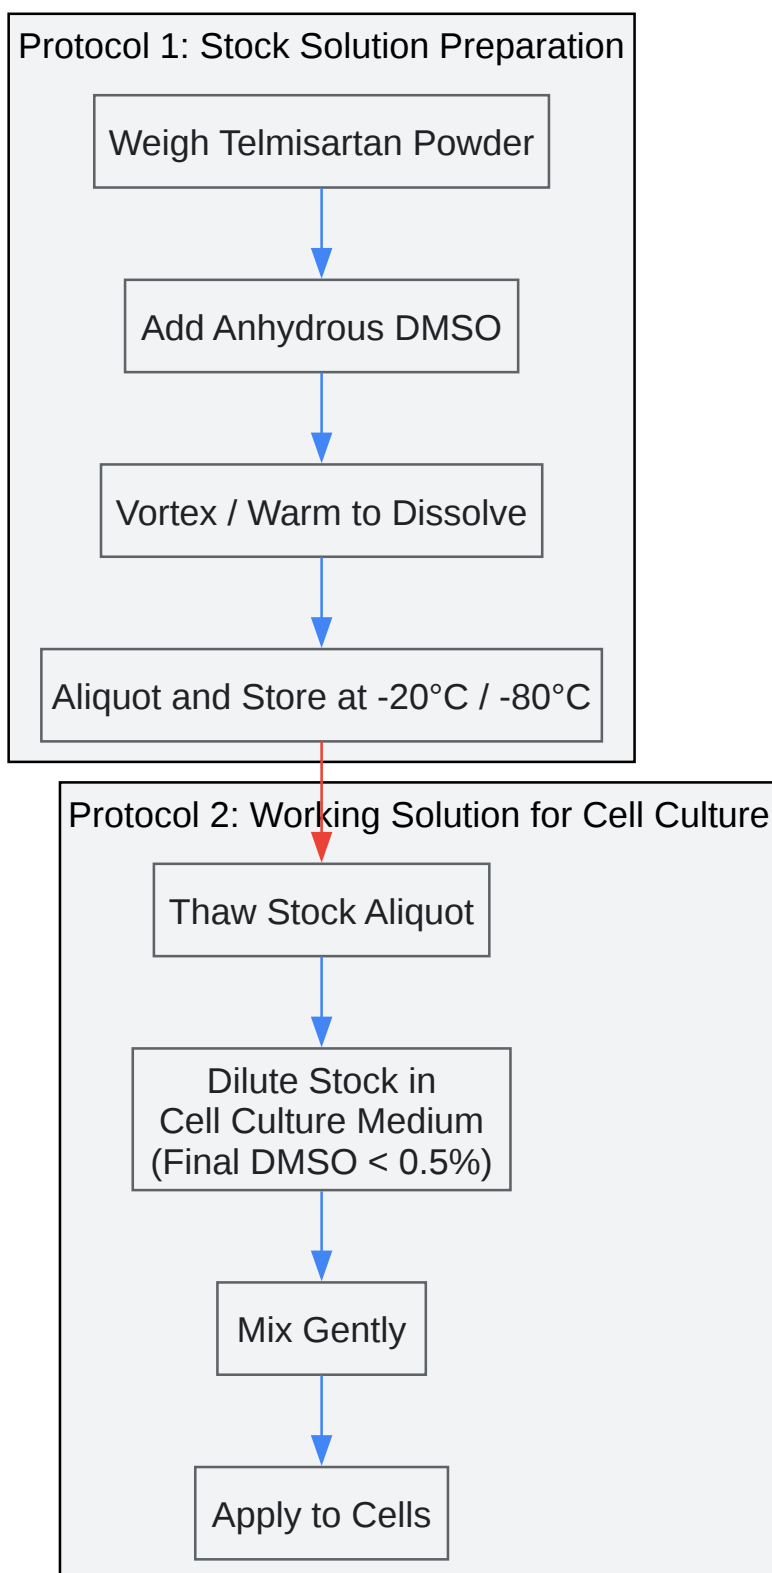 Protocol 1: Stock Solution Preparation
Weigh Telmisartan Powder
Add Anhydrous DMSO
Vortex / Warm to Dissolve
Aliquot and Store at -20°C / -80°C
Protocol 2: Working Solution for Cell Culture
Thaw Stock Aliquot
Dilute Stock in
Cell Culture Medium
(Final DMSO < 0.5%)
Mix Gently
Apply to Cells